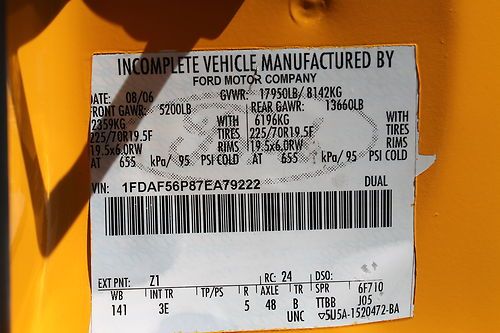 INCOMPLETE VEHICLE MANUFACTURED BY
FORD MOTOR COMPANY
DATE: 08/06 GVWR: 17950LB/ 8142KG
FRONT GAWR: 5200LB REAR GAWR: 13660LB
2359KG WITH 6196KG WITH
225/70R19.5F TIRES 225/70R19.5F TIRES
19.5x6.0RW RIMS 19.5x6.0RW RIMS
AT 655 kPa/ 95 PSI COLD AT 655 kPa/ 95 PSI COLD
VIN: 1FDAF56P87EA79222 DUAL
EXT PNT: Z1 RC: 24 DSO:
WB INT TR TP/PS R AXLE TR SPR 6F710
141 3E 5 48 B TTBB J05
UNC ▽5U5A-1520472-BA